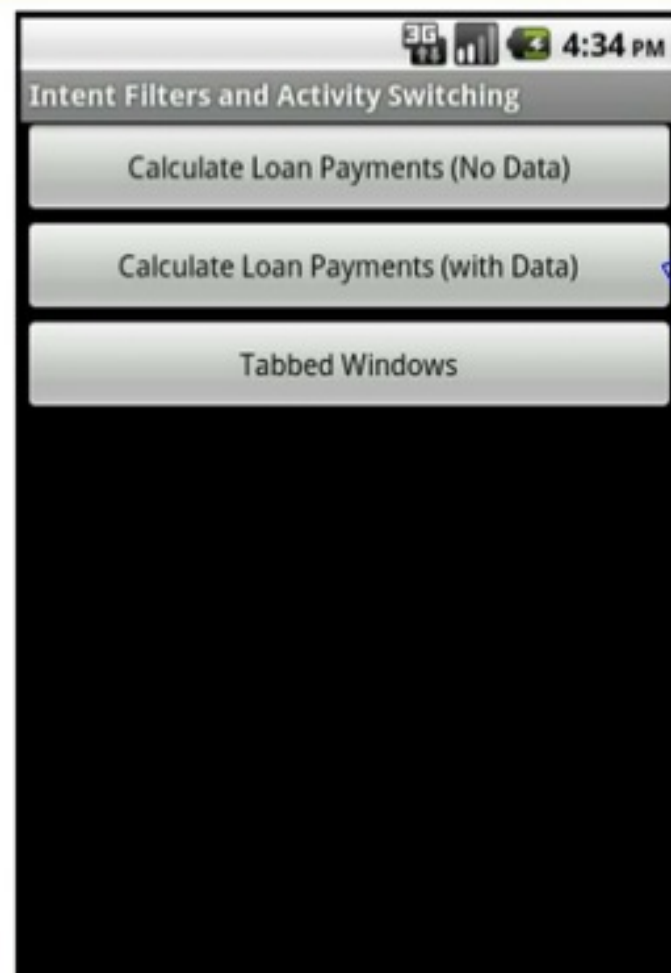 3G 4:34 PM
Intent Filters and Activity Switching
Calculate Loan Payments (No Data)
Calculate Loan Payments (with Data)
Tabbed Windows